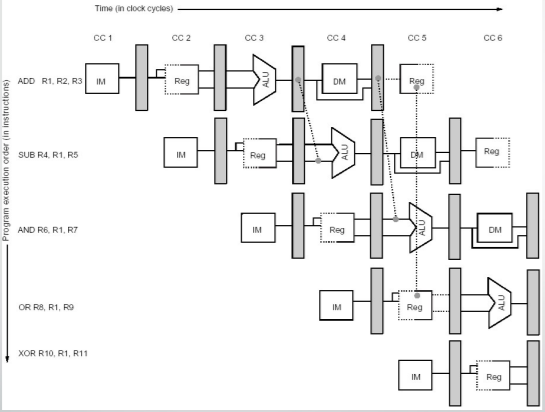 Time (in clock cycles)
CC 1 CC 2 CC 3 CC 4 CC 5 CC 6
Program execution order (in instructions)
ADD R1, R2, R3 IM Reg ALU DM Reg
SUB R4, R1, R5 IM Reg ALU DM Reg
AND R6, R1, R7 IM Reg ALU DM
OR R8, R1, R9 IM Reg ALU
XOR R10, R1, R11 IM Reg